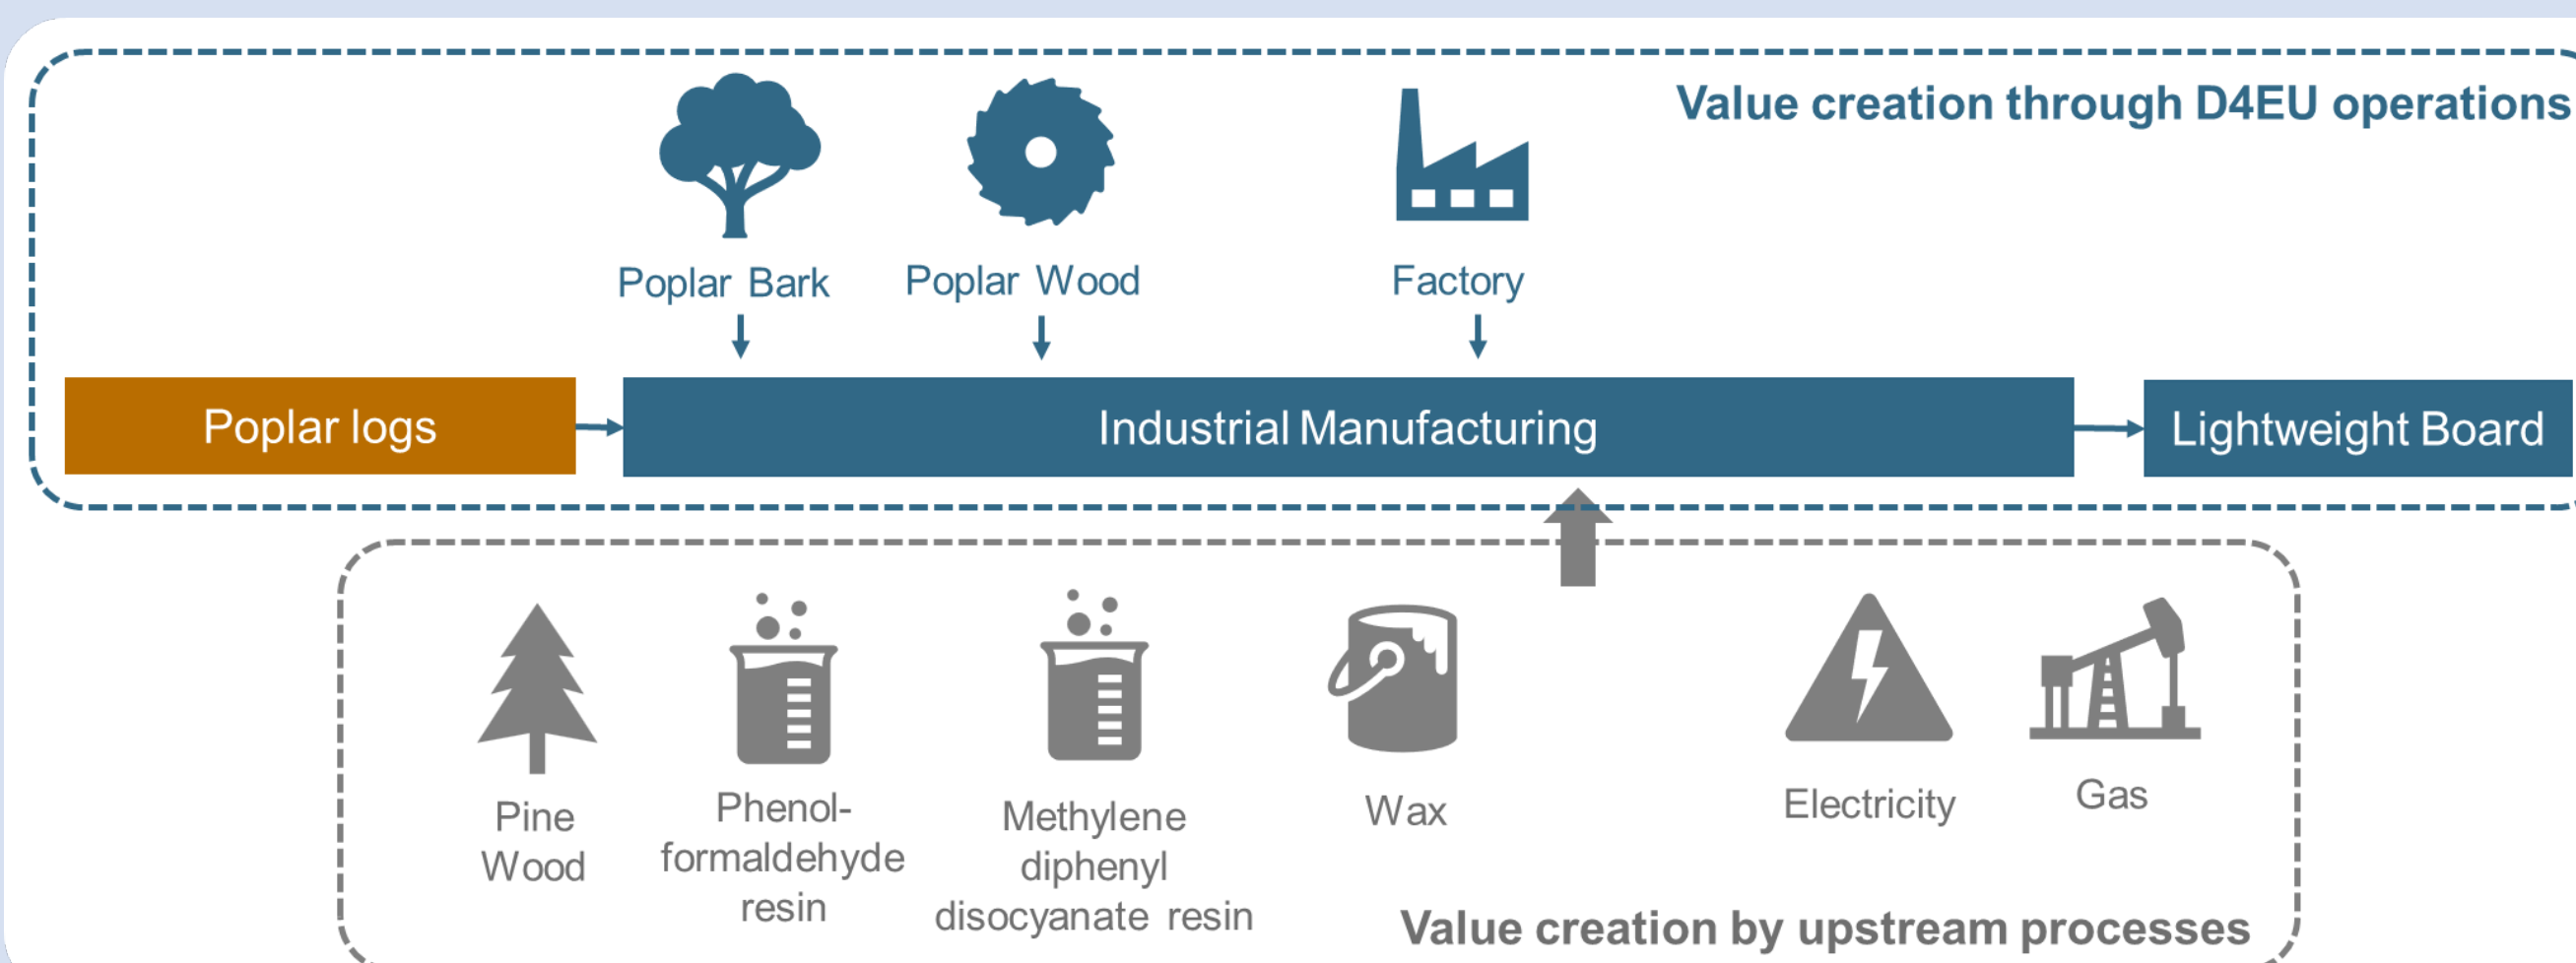 Value creation through D4EU operations
Poplar Bark
Poplar Wood
Factory
Poplar logs
Industrial Manufacturing
Lightweight Board
Pine
Wood
Phenol-
formaldehyde
resin
Methylene
diphenyl
disocyanate resin
Wax
Electricity
Gas
Value creation by upstream processes